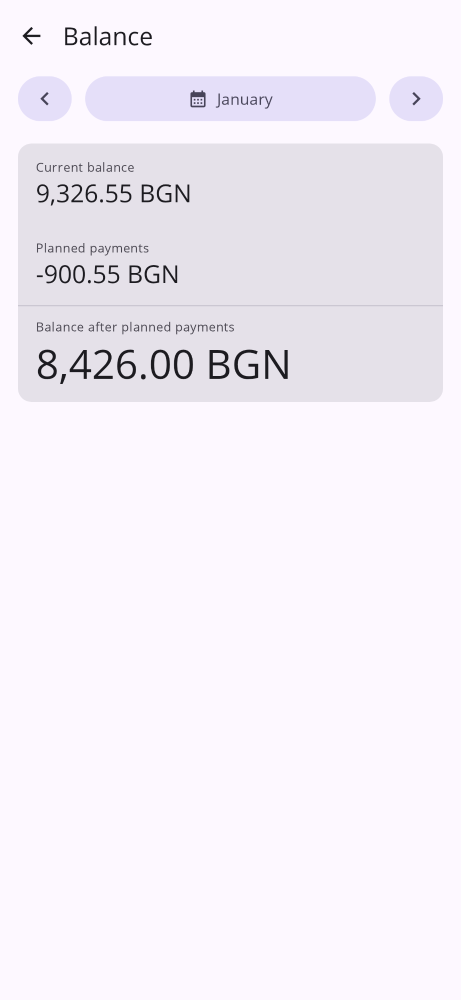 Balance
January
Current balance
9,326.55 BGN
Planned payments
-900.55 BGN
Balance after planned payments
8,426.00 BGN